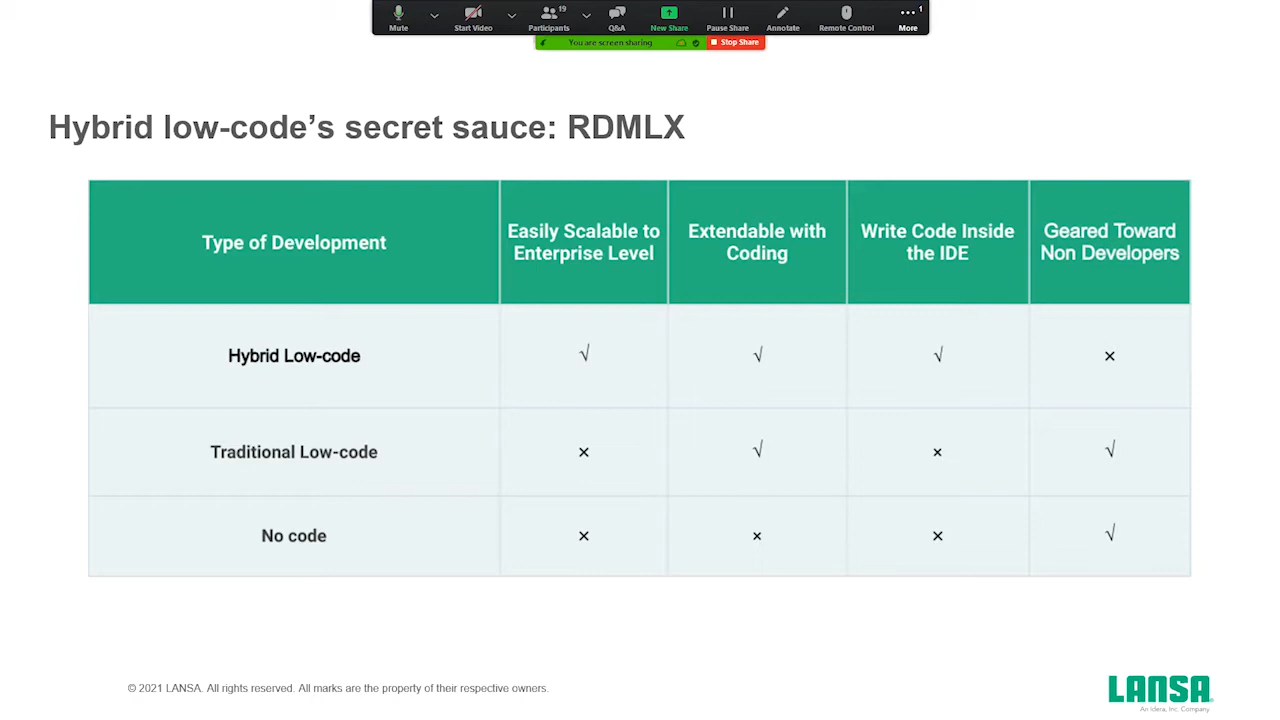 19
1
Mute
Start Video
Participants
Q&A
New Share
Pause Share
Annotate
Remote Control
More
You are screen sharing
Stop Share
Hybrid low-code’s secret sauce: RDMLX
Type of Development
Easily Scalable to
Enterprise Level
Extendable with
Coding
Write Code Inside
the IDE
Geared Toward
Non Developers
Hybrid Low-code
√
√
√
×
Traditional Low-code
×
√
×
√
No code
×
×
×
√
© 2021 LANSA. All rights reserved. All marks are the property of their respective owners.
LANSA
An Idera, Inc. Company